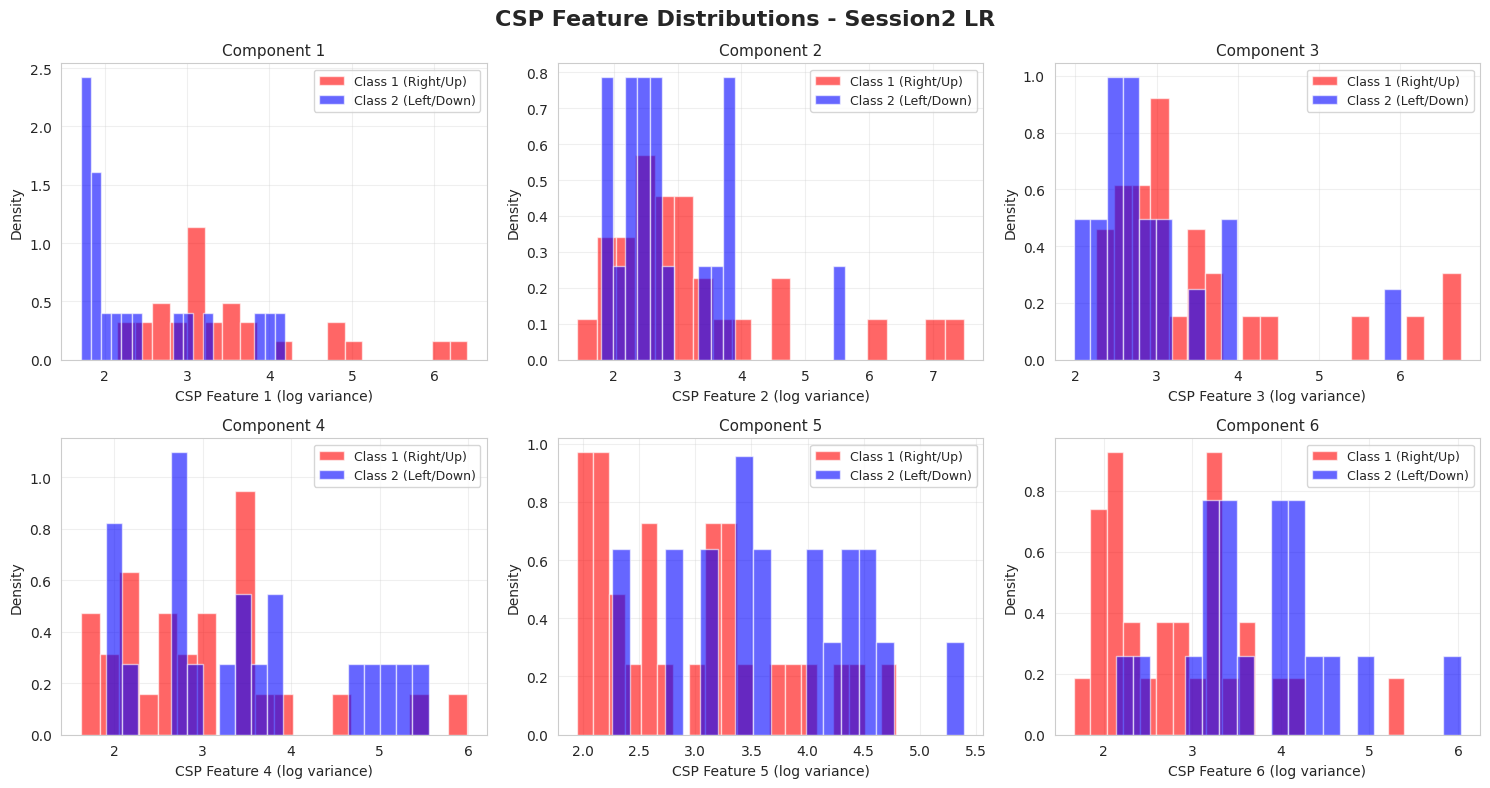 CSP Feature Distributions - Session2 LR
Component 1
Class 1 (Right/Up)
Class 2 (Left/Down)
Density
2.5
2.0
1.5
1.0
0.5
0.0
2 3 4 5 6
CSP Feature 1 (log variance)
Component 2
Class 1 (Right/Up)
Class 2 (Left/Down)
Density
0.8
0.7
0.6
0.5
0.4
0.3
0.2
0.1
0.0
2 3 4 5 6 7
CSP Feature 2 (log variance)
Component 3
Class 1 (Right/Up)
Class 2 (Left/Down)
Density
1.0
0.8
0.6
0.4
0.2
0.0
2 3 4 5 6
CSP Feature 3 (log variance)
Component 4
Class 1 (Right/Up)
Class 2 (Left/Down)
Density
1.0
0.8
0.6
0.4
0.2
0.0
2 3 4 5 6
CSP Feature 4 (log variance)
Component 5
Class 1 (Right/Up)
Class 2 (Left/Down)
Density
1.0
0.8
0.6
0.4
0.2
0.0
2.0 2.5 3.0 3.5 4.0 4.5 5.0 5.5
CSP Feature 5 (log variance)
Component 6
Class 1 (Right/Up)
Class 2 (Left/Down)
Density
0.8
0.6
0.4
0.2
0.0
2 3 4 5 6
CSP Feature 6 (log variance)